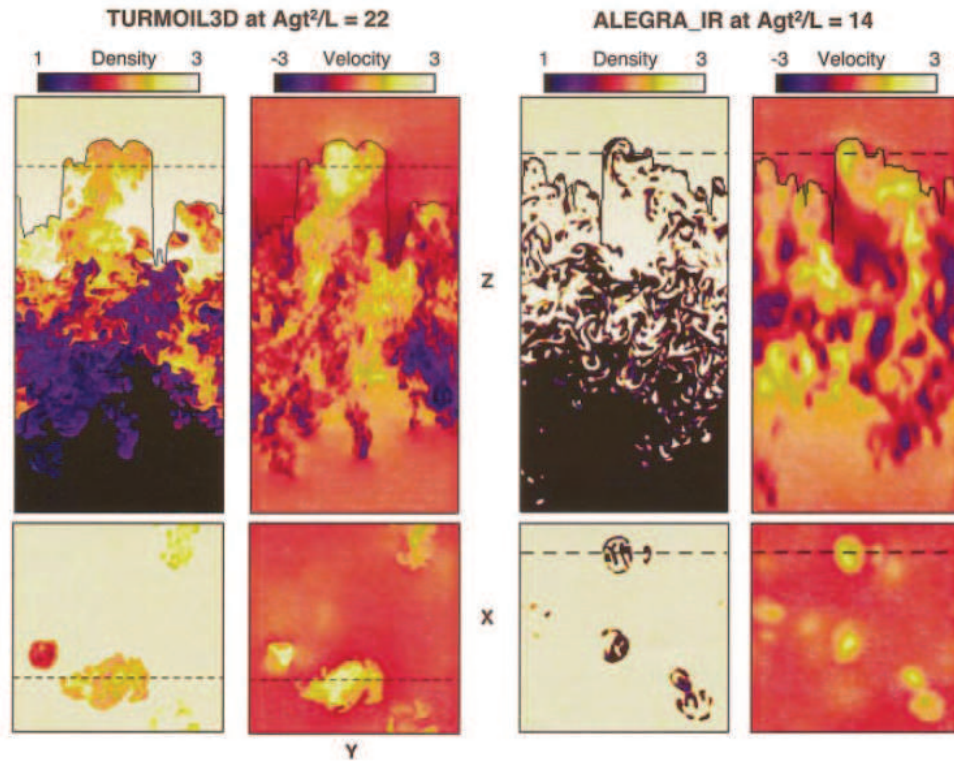 TURMOIL3D at Agt²/L = 22
ALEGRA_IR at Agt²/L = 14
1 Density 3
-3 Velocity 3
1 Density 3
-3 Velocity 3
Z
X
Y